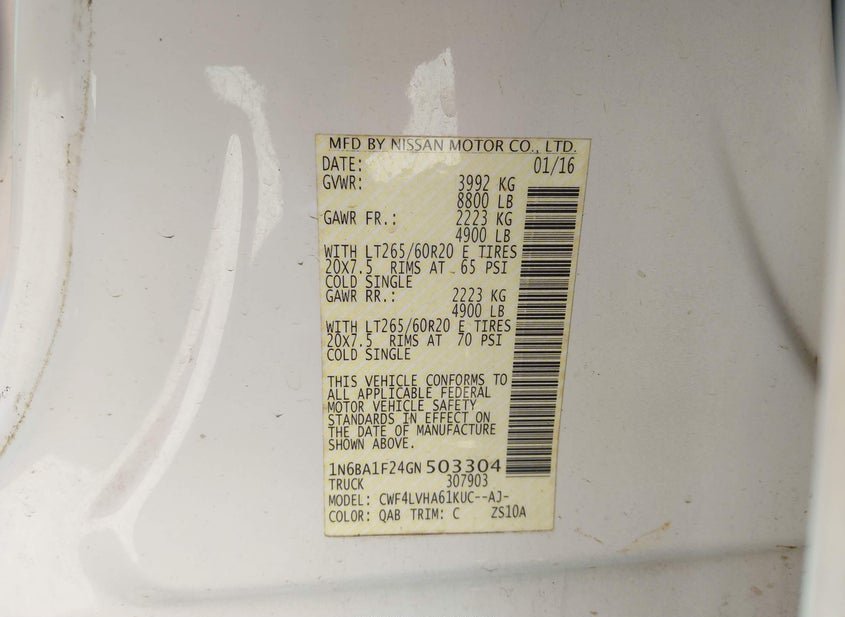 MFD BY NISSAN MOTOR CO., LTD.
DATE: 01/16
GVWR: 3992 KG
8800 LB
GAWR FR.: 2223 KG
4900 LB
WITH LT265/60R20 E TIRES
20X7.5 RIMS AT 65 PSI
COLD SINGLE
GAWR RR.: 2223 KG
4900 LB
WITH LT265/60R20 E TIRES
20X7.5 RIMS AT 70 PSI
COLD SINGLE
THIS VEHICLE CONFORMS TO
ALL APPLICABLE FEDERAL
MOTOR VEHICLE SAFETY
STANDARDS IN EFFECT ON
THE DATE OF MANUFACTURE
SHOWN ABOVE.
1N6BA1F24GN503304
TRUCK 307903
MODEL: CWF4LVHA61KUC--AJ-
COLOR: QAB TRIM: C ZS10A